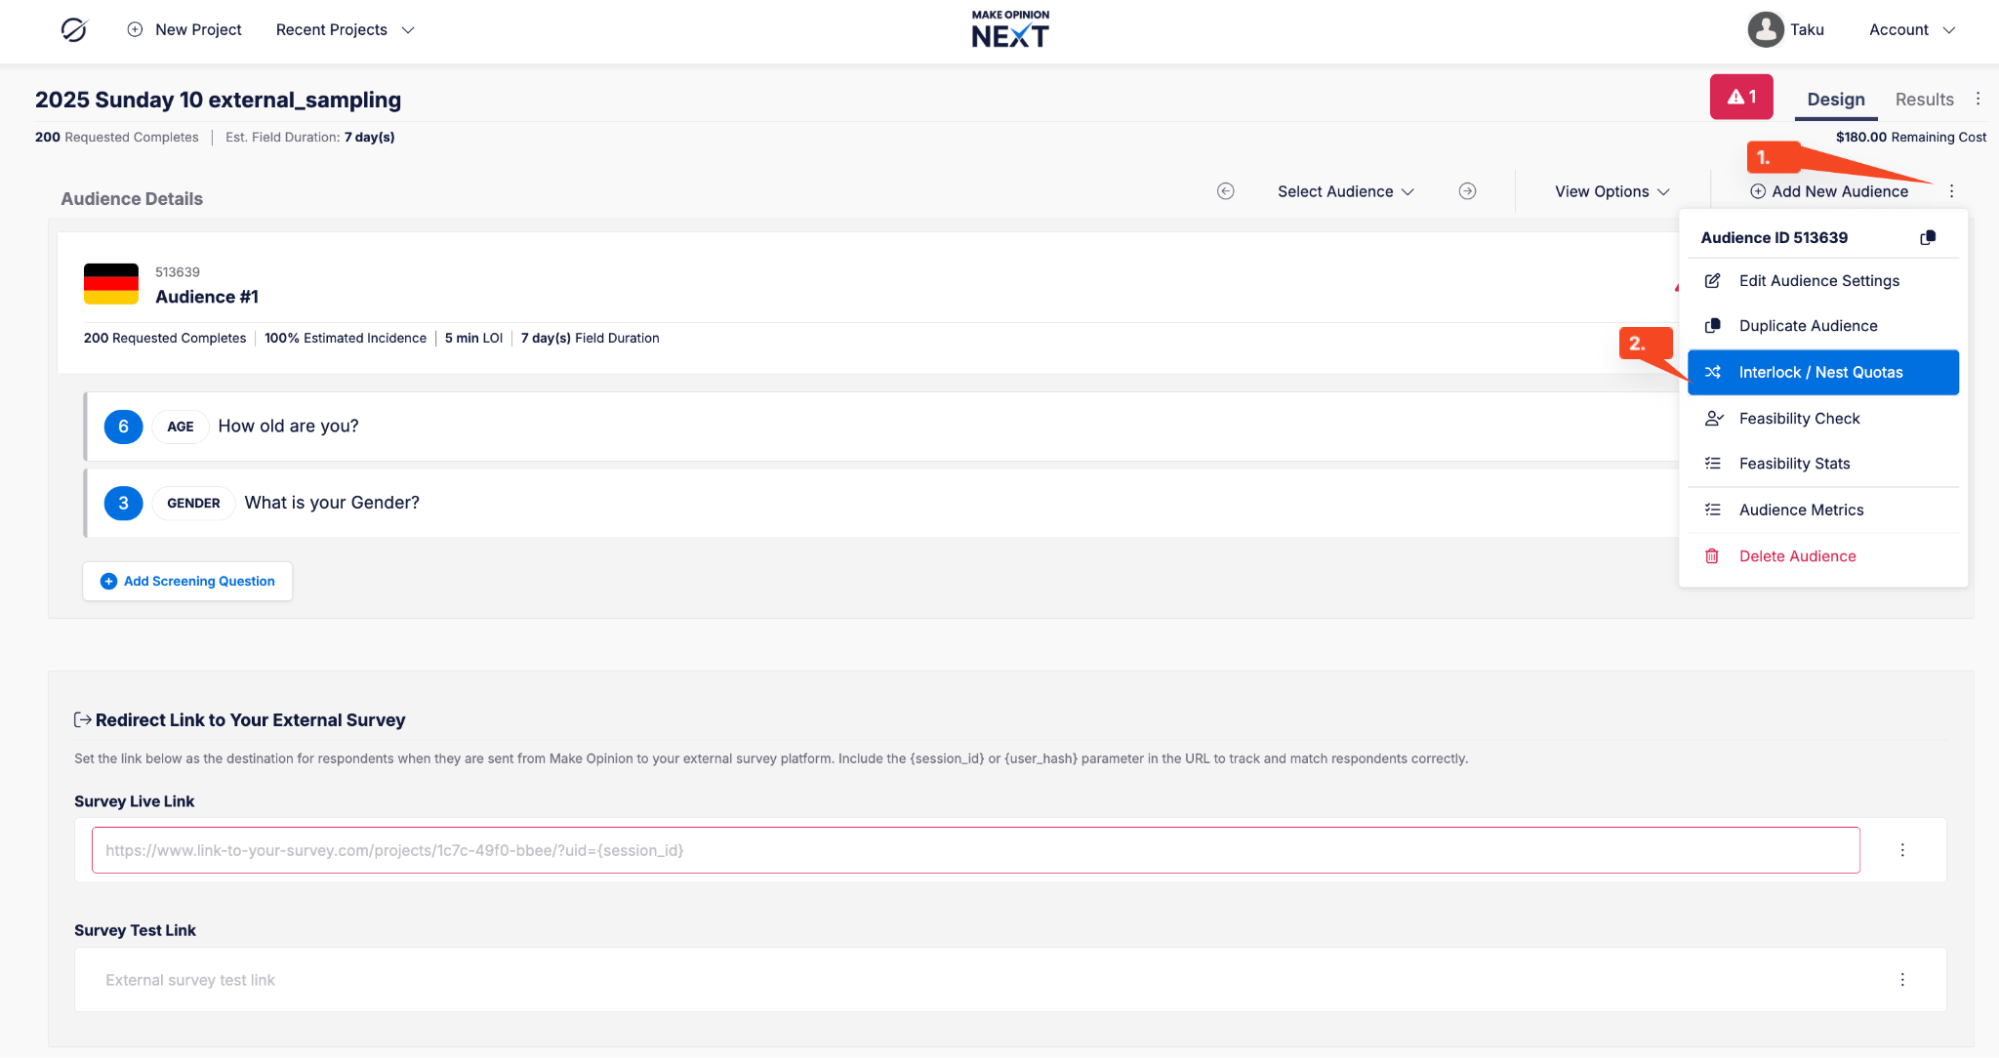 New Project
Recent Projects
MAKE OPINION
NEXT
Taku
Account
2025 Sunday 10 external_sampling
1
Design
Results
200 Requested Completes
Est. Field Duration: 7 day(s)
$180.00 Remaining Cost
1.
Audience Details
Select Audience
View Options
Add New Audience
Audience ID 513639
Edit Audience Settings
Duplicate Audience
2.
Interlock / Nest Quotas
Feasibility Check
Feasibility Stats
Audience Metrics
Delete Audience
513639
Audience #1
200 Requested Completes
100% Estimated Incidence
5 min LOI
7 day(s) Field Duration
6 AGE How old are you?
3 GENDER What is your Gender?
Add Screening Question
Redirect Link to Your External Survey
Set the link below as the destination for respondents when they are sent from Make Opinion to your external survey platform. Include the {session_id} or {user_hash} parameter in the URL to track and match respondents correctly.
Survey Live Link
https://www.link-to-your-survey.com/projects/1c7c-49f0-bbee/?uid={session_id}
Survey Test Link
External survey test link